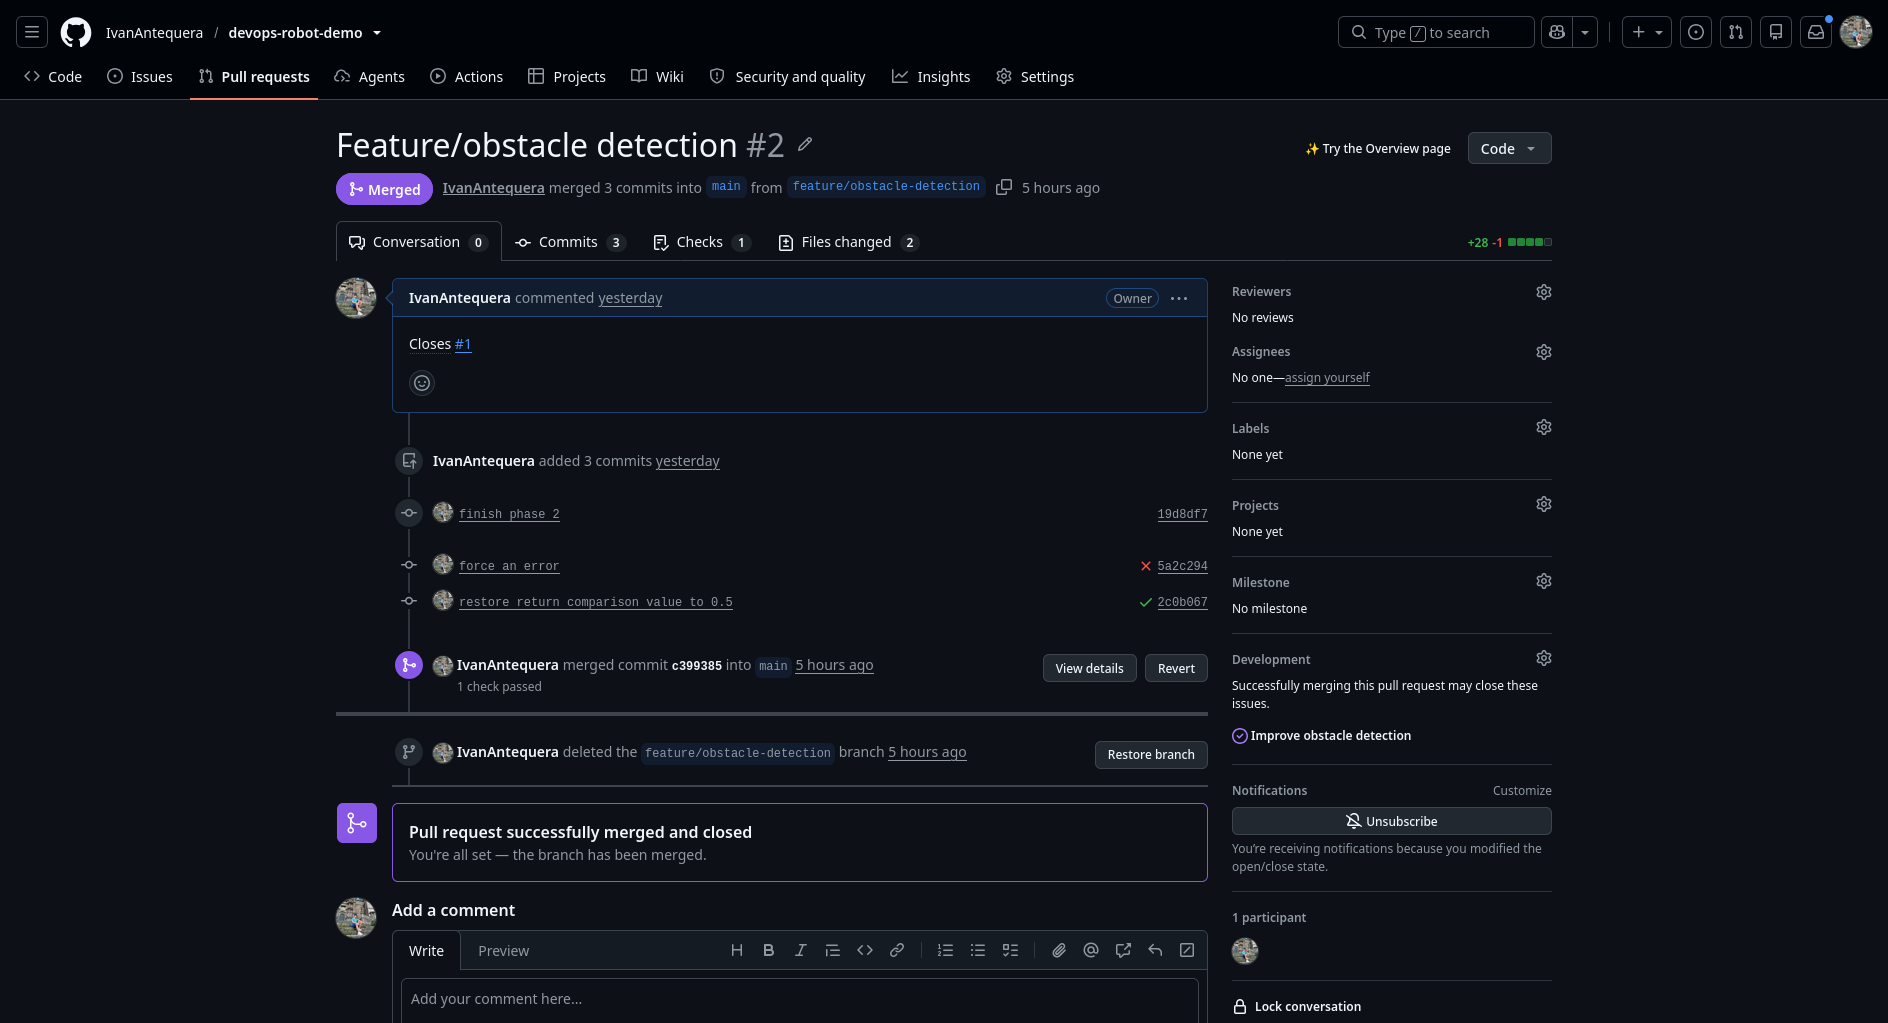 IvanAntequera / devops-robot-demo
Type / to search
Code
Issues
Pull requests
Agents
Actions
Projects
Wiki
Security and quality
Insights
Settings
Feature/obstacle detection #2
✨ Try the Overview page
Code
Merged
IvanAntequera merged 3 commits into main from feature/obstacle-detection 5 hours ago
Conversation 0
Commits 3
Checks 1
Files changed 2
+28 -1
IvanAntequera commented yesterday
Owner
Closes #1
IvanAntequera added 3 commits yesterday
finish phase 2
19d8df7
force an error
5a2c294
restore return comparison value to 0.5
2c0b067
IvanAntequera merged commit c399385 into main 5 hours ago
1 check passed
View details
Revert
IvanAntequera deleted the feature/obstacle-detection branch 5 hours ago
Restore branch
Pull request successfully merged and closed
You're all set — the branch has been merged.
Add a comment
Write
Preview
Add your comment here...
Reviewers
No reviews
Assignees
No one—assign yourself
Labels
None yet
Projects
None yet
Milestone
No milestone
Development
Successfully merging this pull request may close these
issues.
Improve obstacle detection
Notifications
Customize
Unsubscribe
You're receiving notifications because you modified the
open/close state.
1 participant
Lock conversation